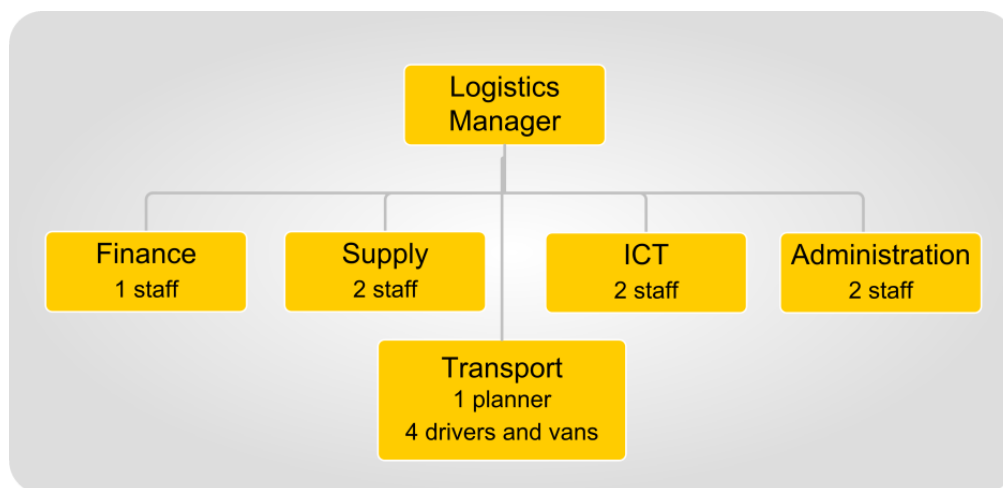 Logistics
Manager
Finance
1 staff
Supply
2 staff
ICT
2 staff
Administration
2 staff
Transport
1 planner
4 drivers and vans